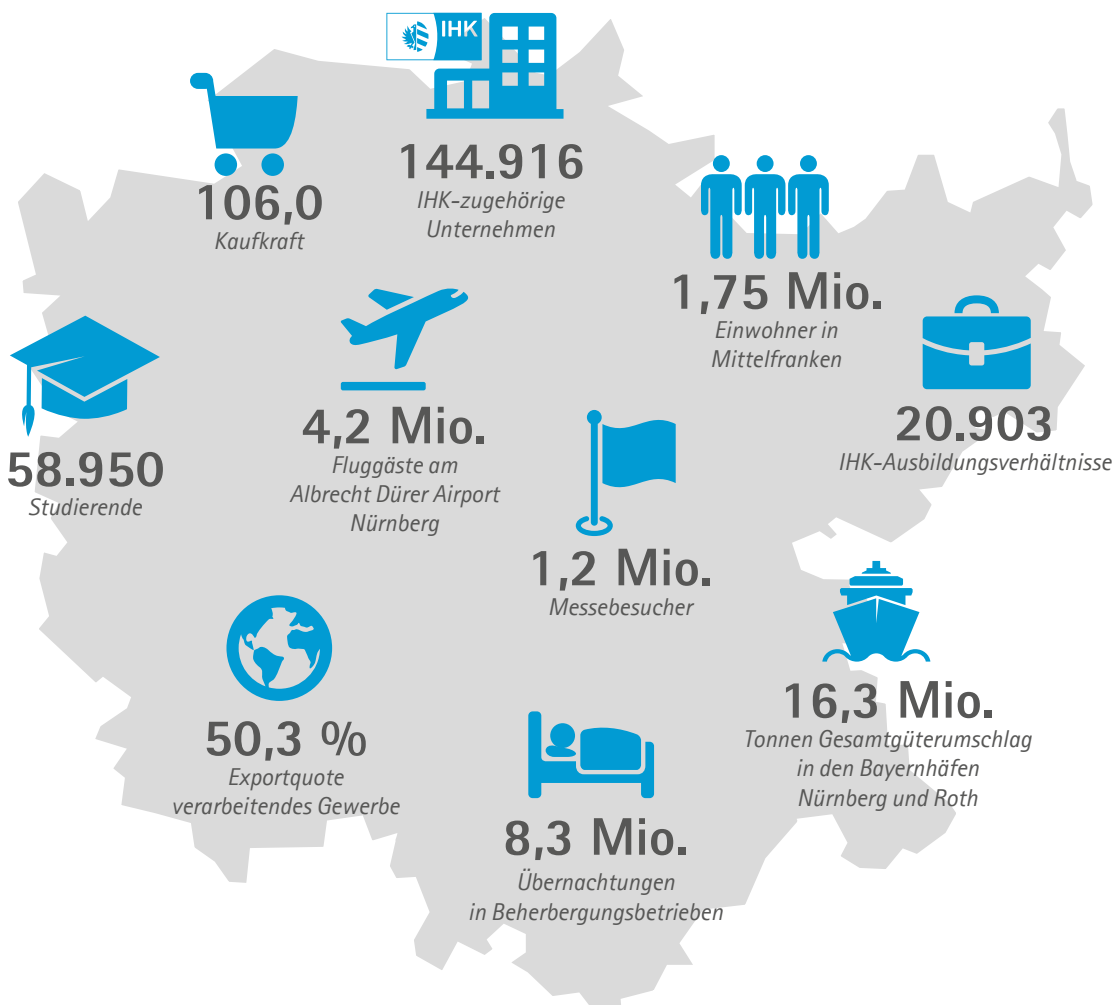 IHK
144.916
IHK-zugehörige
Unternehmen
106,0
Kaufkraft
1,75 Mio.
Einwohner in
Mittelfranken
20.903
IHK-Ausbildungsverhältnisse
58.950
Studierende
4,2 Mio.
Fluggäste am
Albrecht Dürer Airport
Nürnberg
1,2 Mio.
Messebesucher
50,3 %
Exportquote
verarbeitendes Gewerbe
16,3 Mio.
Tonnen Gesamtgüterumschlag
in den Bayernhäfen
Nürnberg und Roth
8,3 Mio.
Übernachtungen
in Beherbergungsbetrieben